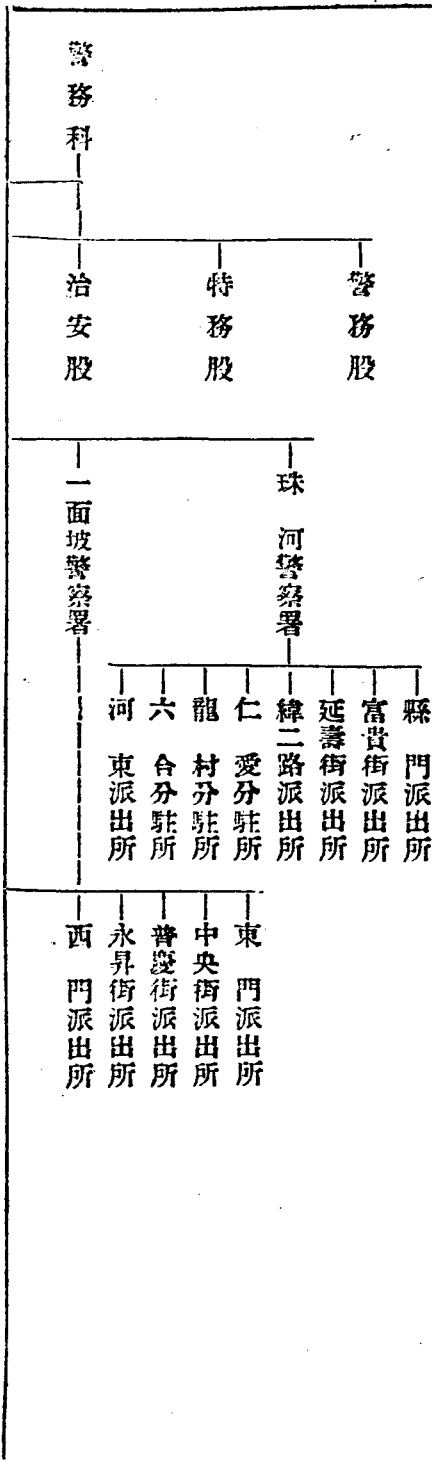 警務科
警務股
特務股
治安股
珠河警察署
縣門派出所
富貴街派出所
延壽街派出所
緯二路派出所
仁愛分駐所
龍村分駐所
六合分駐所
河東派出所
一面坡警察署
東門派出所
中央街派出所
普慶街派出所
永昇街派出所
西門派出所